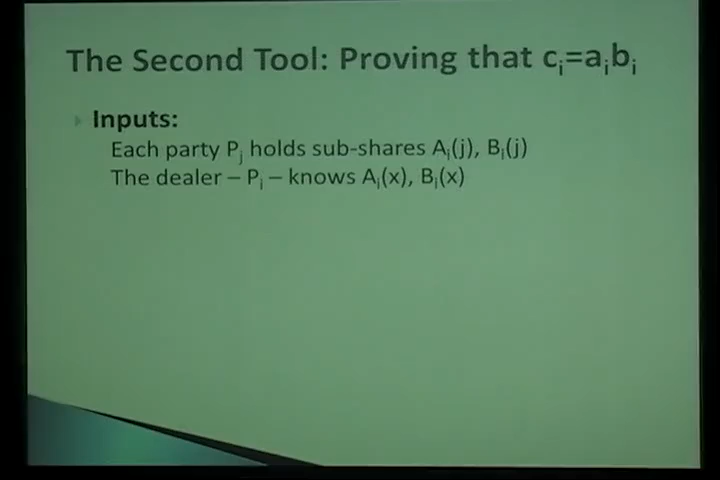 The Second Tool: Proving that cᵢ=aᵢbᵢ
Inputs:
Each party Pⱼ holds sub-shares Aᵢ(j), Bᵢ(j)
The dealer – Pᵢ – knows Aᵢ(x), Bᵢ(x)